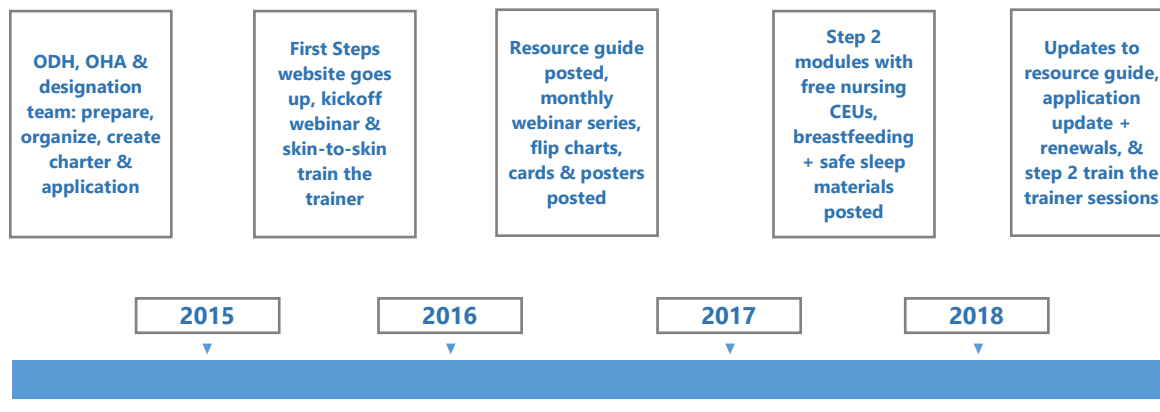 ODH, OHA &
designation
team: prepare,
organize, create
charter &
application
First Steps
website goes
up, kickoff
webinar &
skin-to-skin
train the
trainer
Resource guide
posted,
monthly
webinar series,
flip charts,
cards & posters
posted
Step 2
modules with
free nursing
CEUs,
breastfeeding
+ safe sleep
materials
posted
Updates to
resource guide,
application
update +
renewals, &
step 2 train the
trainer sessions
2015
2016
2017
2018